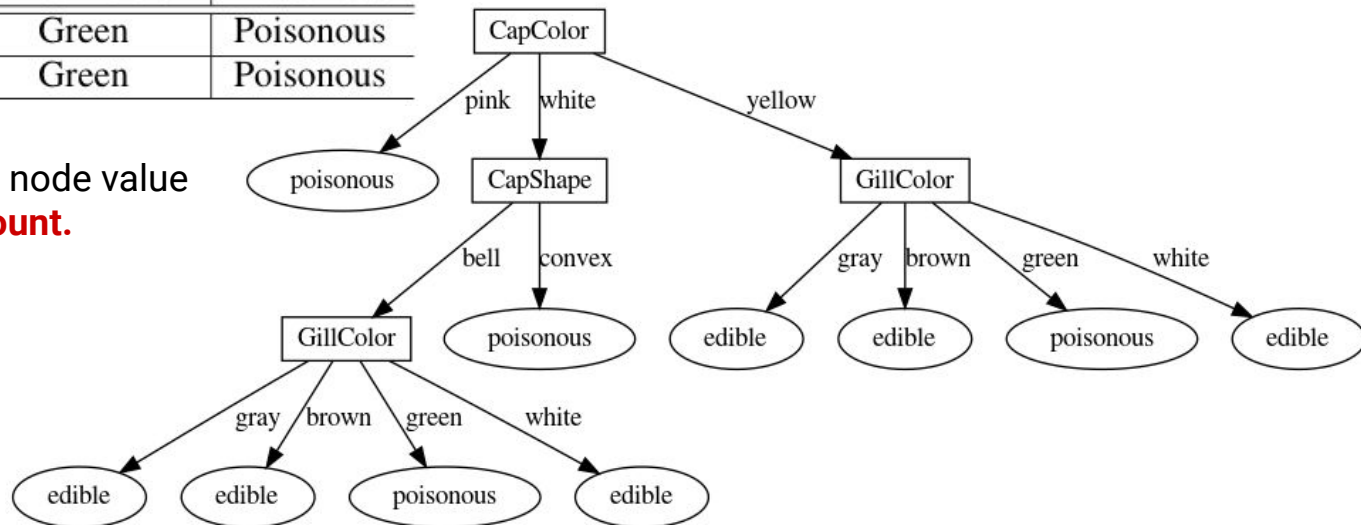 Green Poisonous
Green Poisonous
node value
CapColor
pink white yellow
poisonous CapShape GillColor
bell convex gray brown green white
GillColor poisonous edible edible poisonous edible
gray brown green white
edible edible poisonous edible